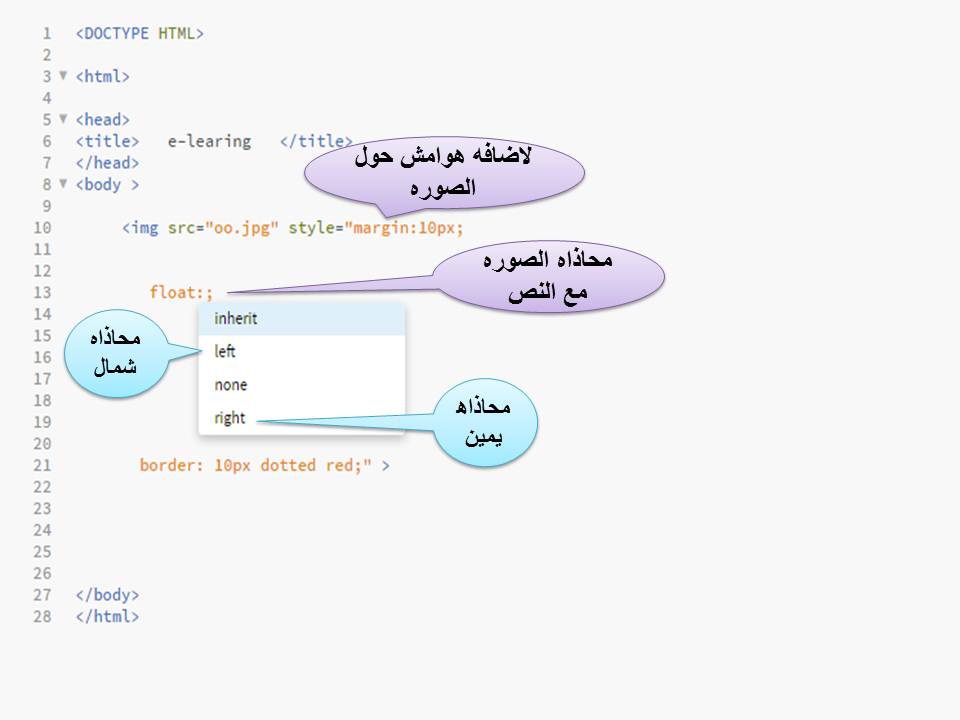 1 <DOCTYPE HTML>
2
3 <html>
4
5 <head>
6 <title> e-learing </title>
7 </head>
8 <body >
9
لاضافه هوامش حول
الصوره
10 <img src="oo.jpg" style="margin:10px;
11
12
محاذاه الصوره
مع النص
13 float:;
14 inherit
15 left
محاذاه
شمال
16
17 none
18
19 right
محاذاه
يمين
20
21 border: 10px dotted red;" >
22
23
24
25
26
27 </body>
28 </html>